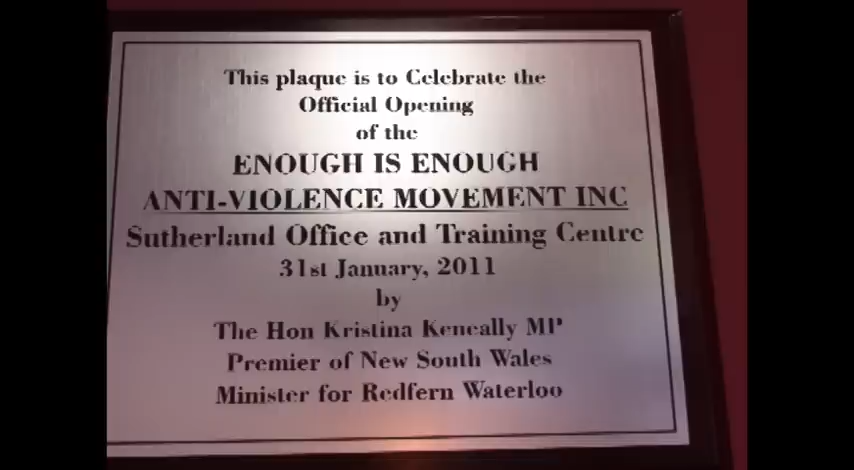 This plaque is to Celebrate the
Official Opening
of the
ENOUGH IS ENOUGH
ANTI-VIOLENCE MOVEMENT INC
Sutherland Office and Training Centre
31st January, 2011
by
The Hon Kristina Keneally MP
Premier of New South Wales
Minister for Redfern Waterloo